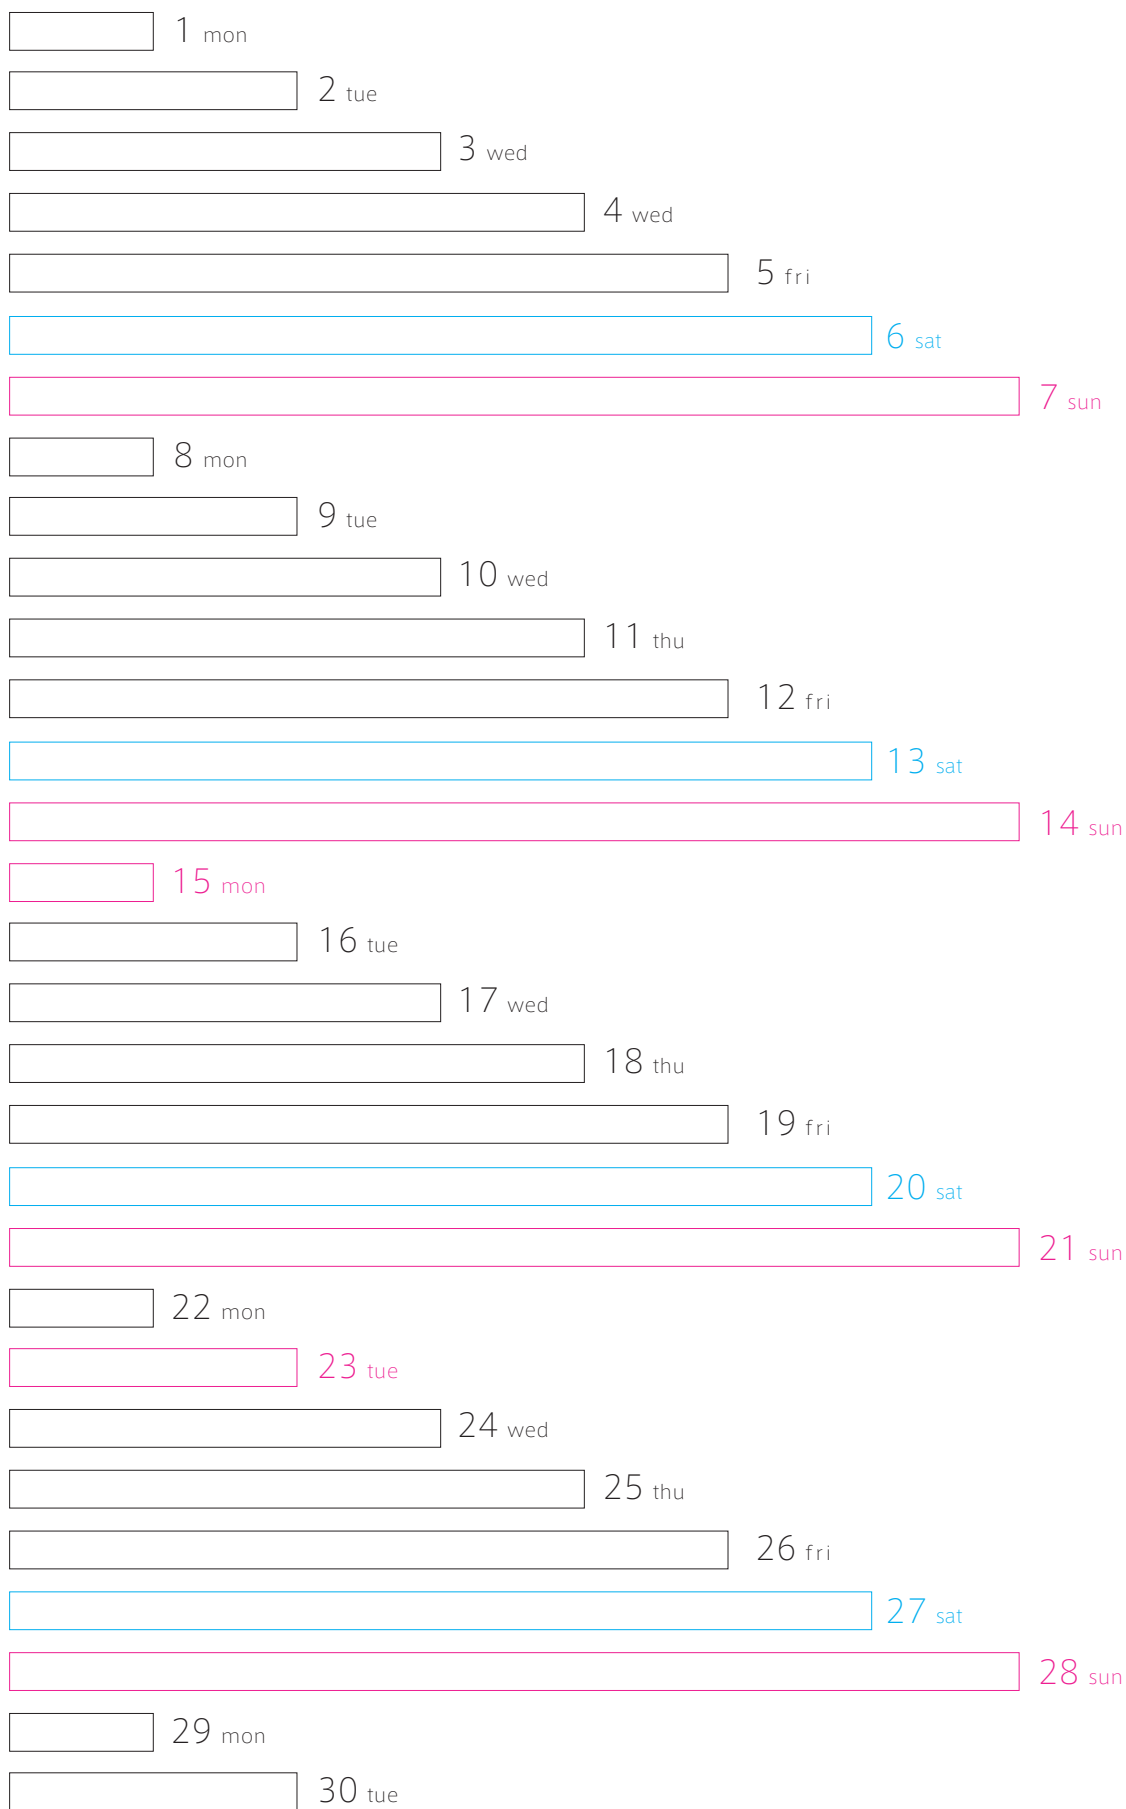 1 mon
2 tue
3 wed
4 wed
5 fri
6 sat
7 sun
8 mon
9 tue
10 wed
11 thu
12 fri
13 sat
14 sun
15 mon
16 tue
17 wed
18 thu
19 fri
20 sat
21 sun
22 mon
23 tue
24 wed
25 thu
26 fri
27 sat
28 sun
29 mon
30 tue